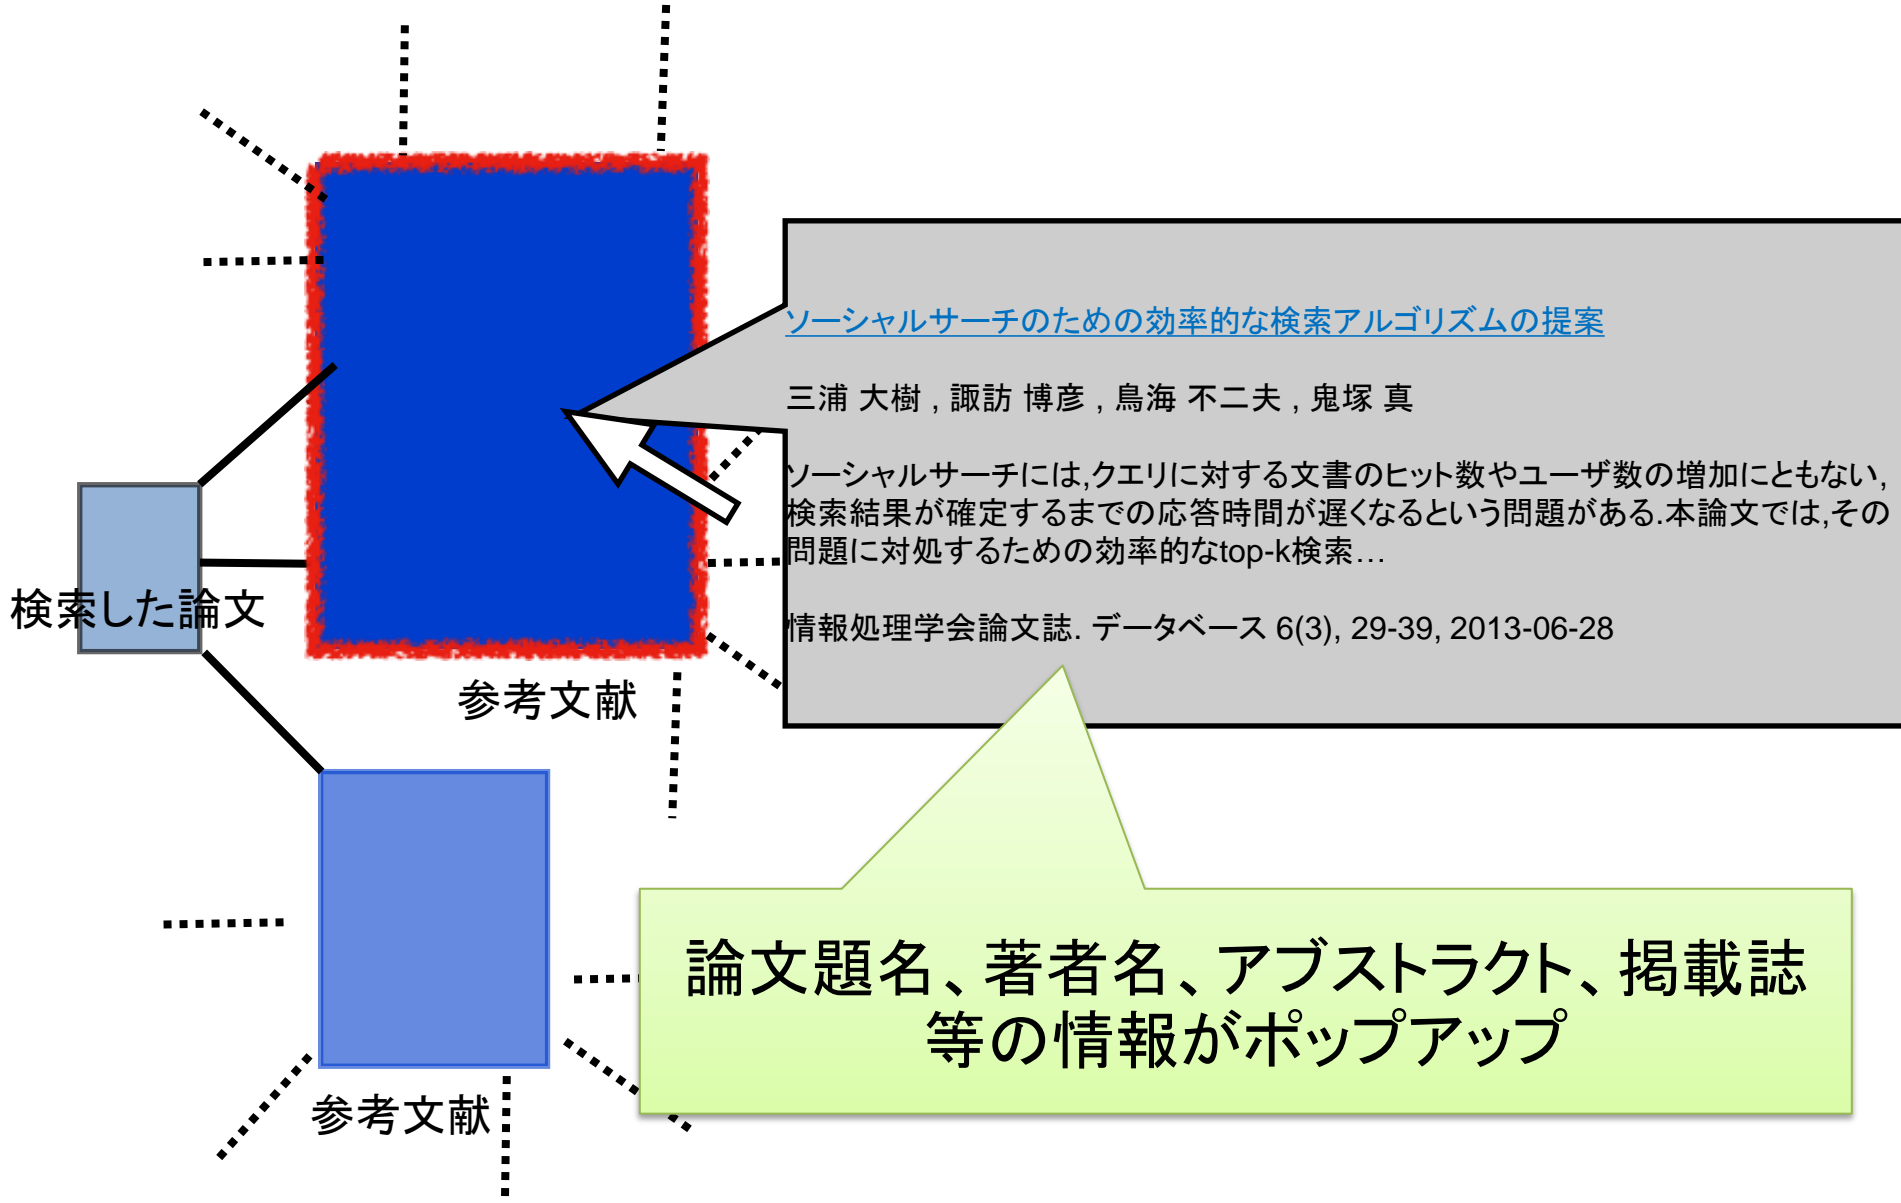 ソーシャルサーチのための効率的な検索アルゴリズムの提案
三浦 大樹 , 諏訪 博彦 , 鳥海 不二夫 , 鬼塚 真
ソーシャルサーチには,クエリに対する文書のヒット数やユーザ数の増加にともない,
検索結果が確定するまでの応答時間が遅くなるという問題がある.本論文では,その
問題に対処するための効率的なtop-k検索…
情報処理学会論文誌. データベース 6(3), 29-39, 2013-06-28
検索した論文
参考文献
論文題名、著者名、アブストラクト、掲載誌
等の情報がポップアップ
参考文献